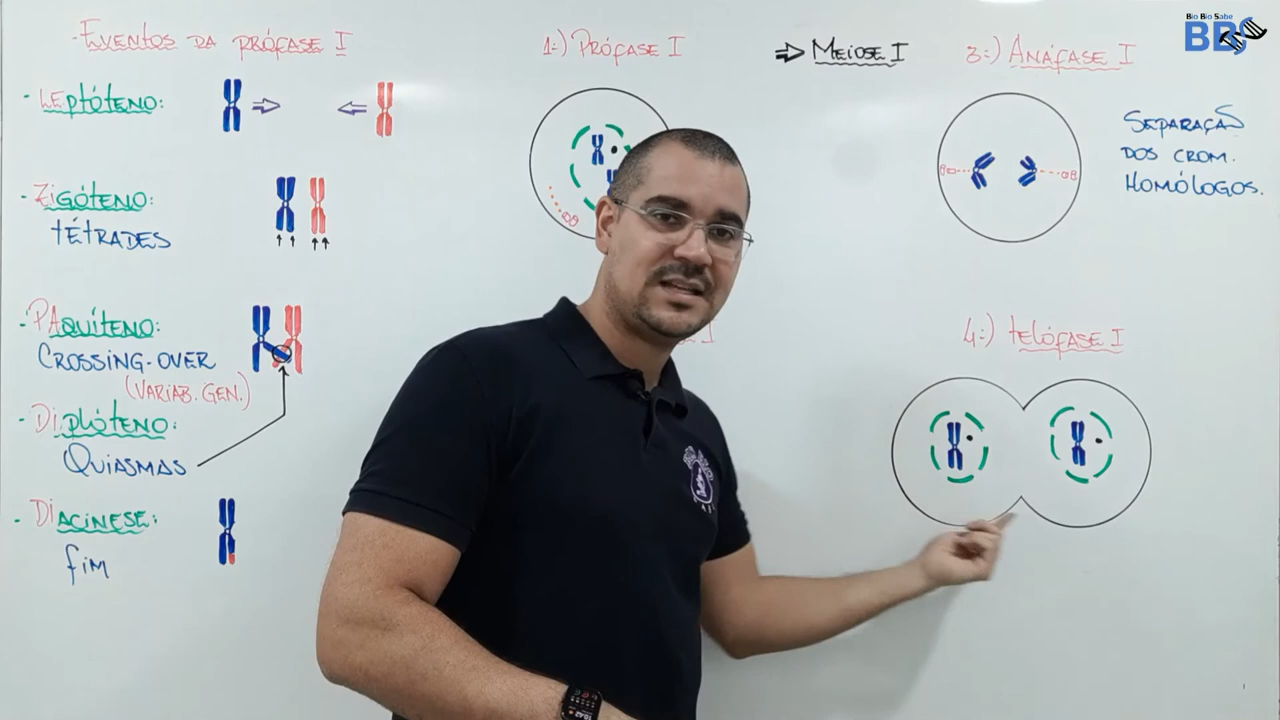 Bio Bio Sabe
BBS
- EVENTOS DA PRÓFASE I
- LEPTÓTENO:
- ZIGÓTENO:
TÉTRADES
- PAQUÍTENO:
CROSSING-OVER
(VARIAB. GEN.)
- DIPLÓTENO:
QUIASMAS
- DIACINESE:
FIM
1:) PRÓFASE I
⇒ MEIOSE I
I
3:) ANÁFASE I
SEPARAÇÃO
DOS CROM.
HOMÓLOGOS.
4:) TELÓFASE I